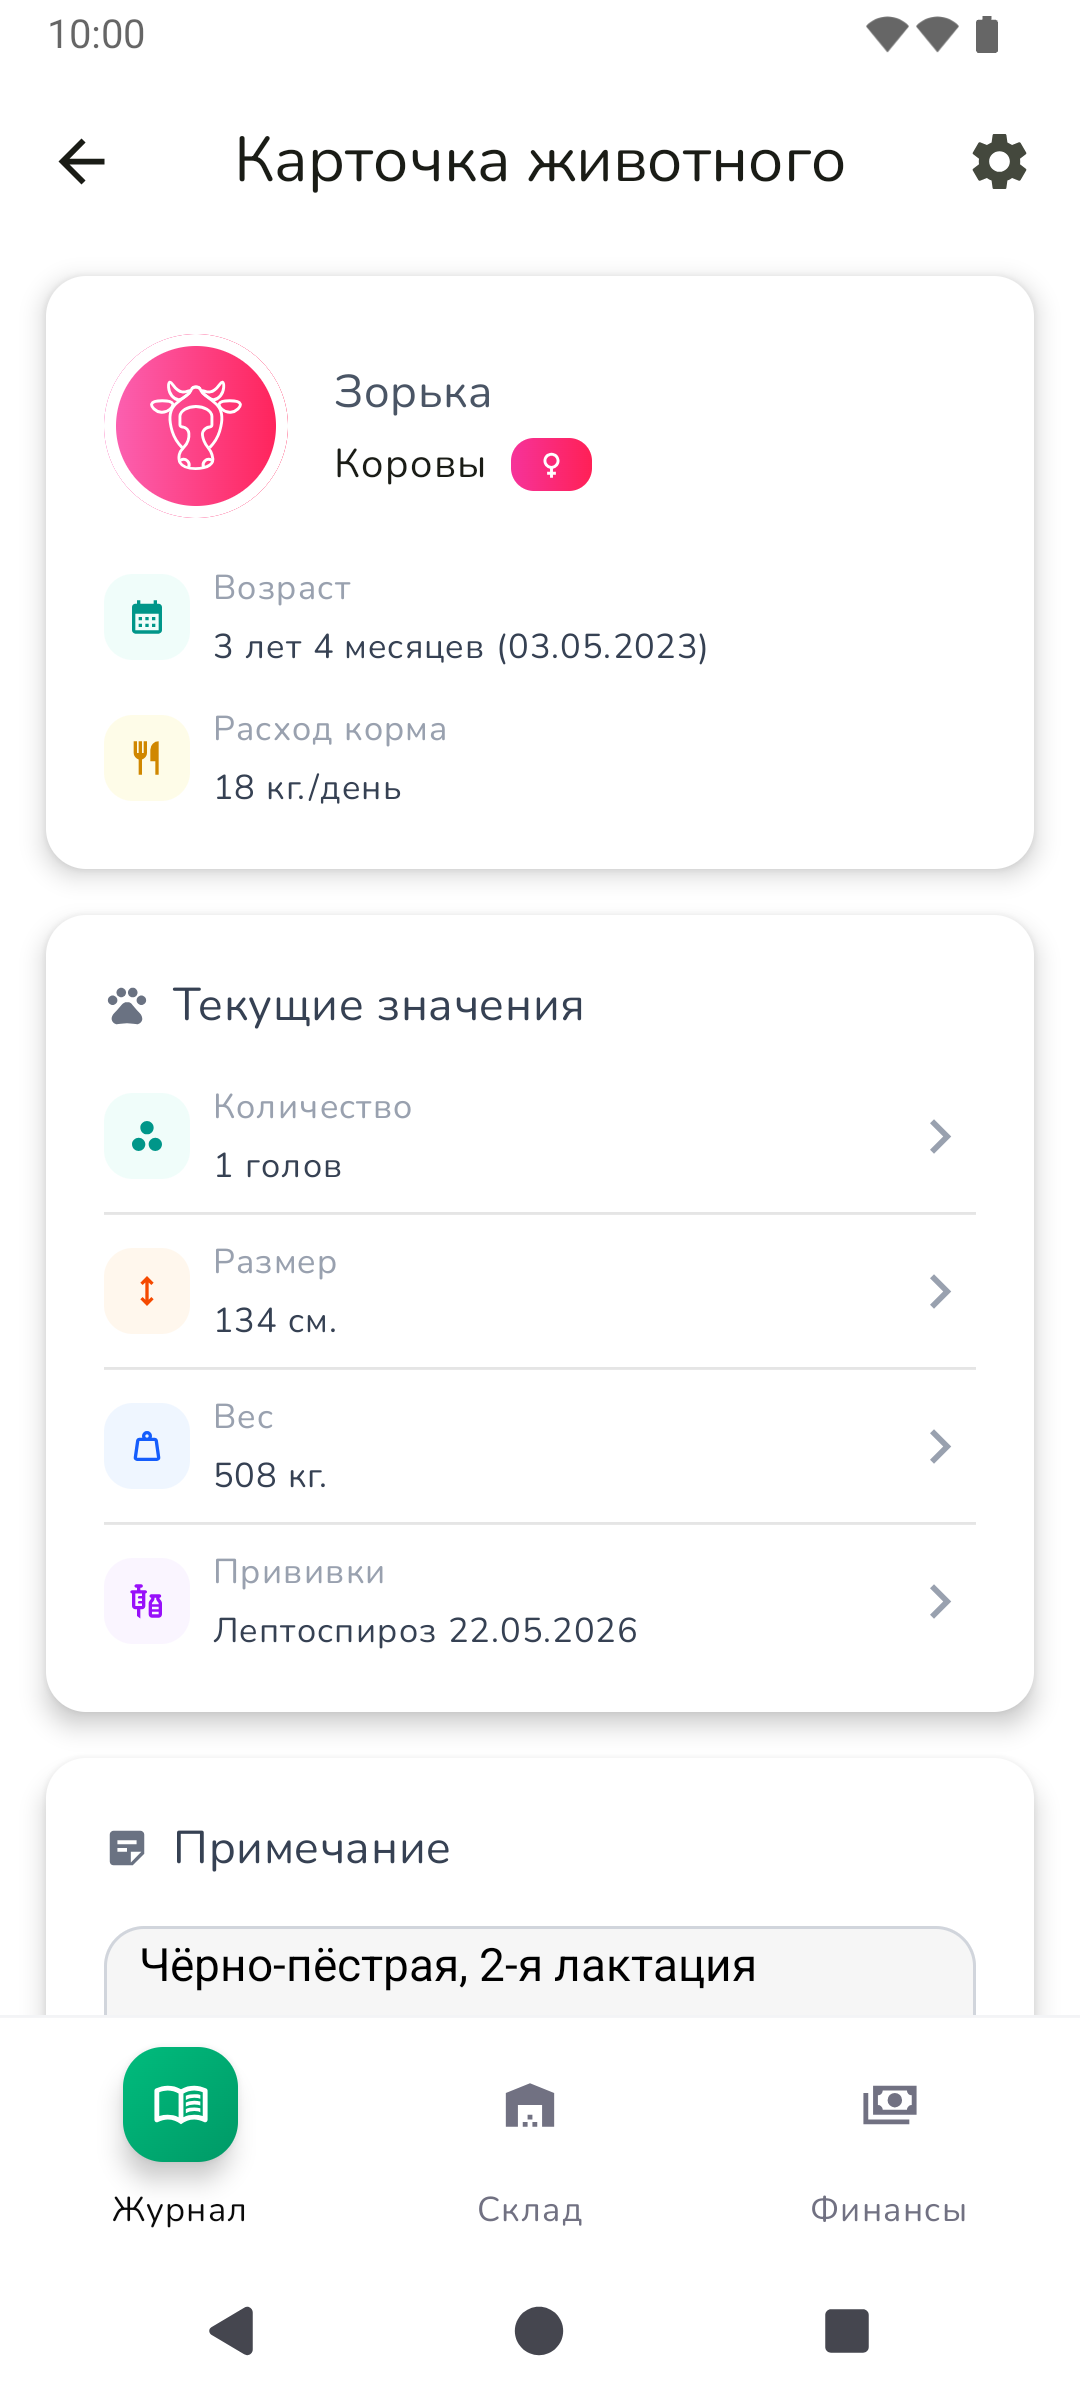 10:00
Карточка животного
Зорька
Коровы
Возраст
3 лет 4 месяцев (03.05.2023)
Расход корма
18 кг./день
Текущие значения
Количество
1 голов
Размер
134 см.
Вес
508 кг.
Прививки
Лептоспироз 22.05.2026
Примечание
Чёрно-пёстрая, 2-я лактация
Журнал
Склад
Финансы